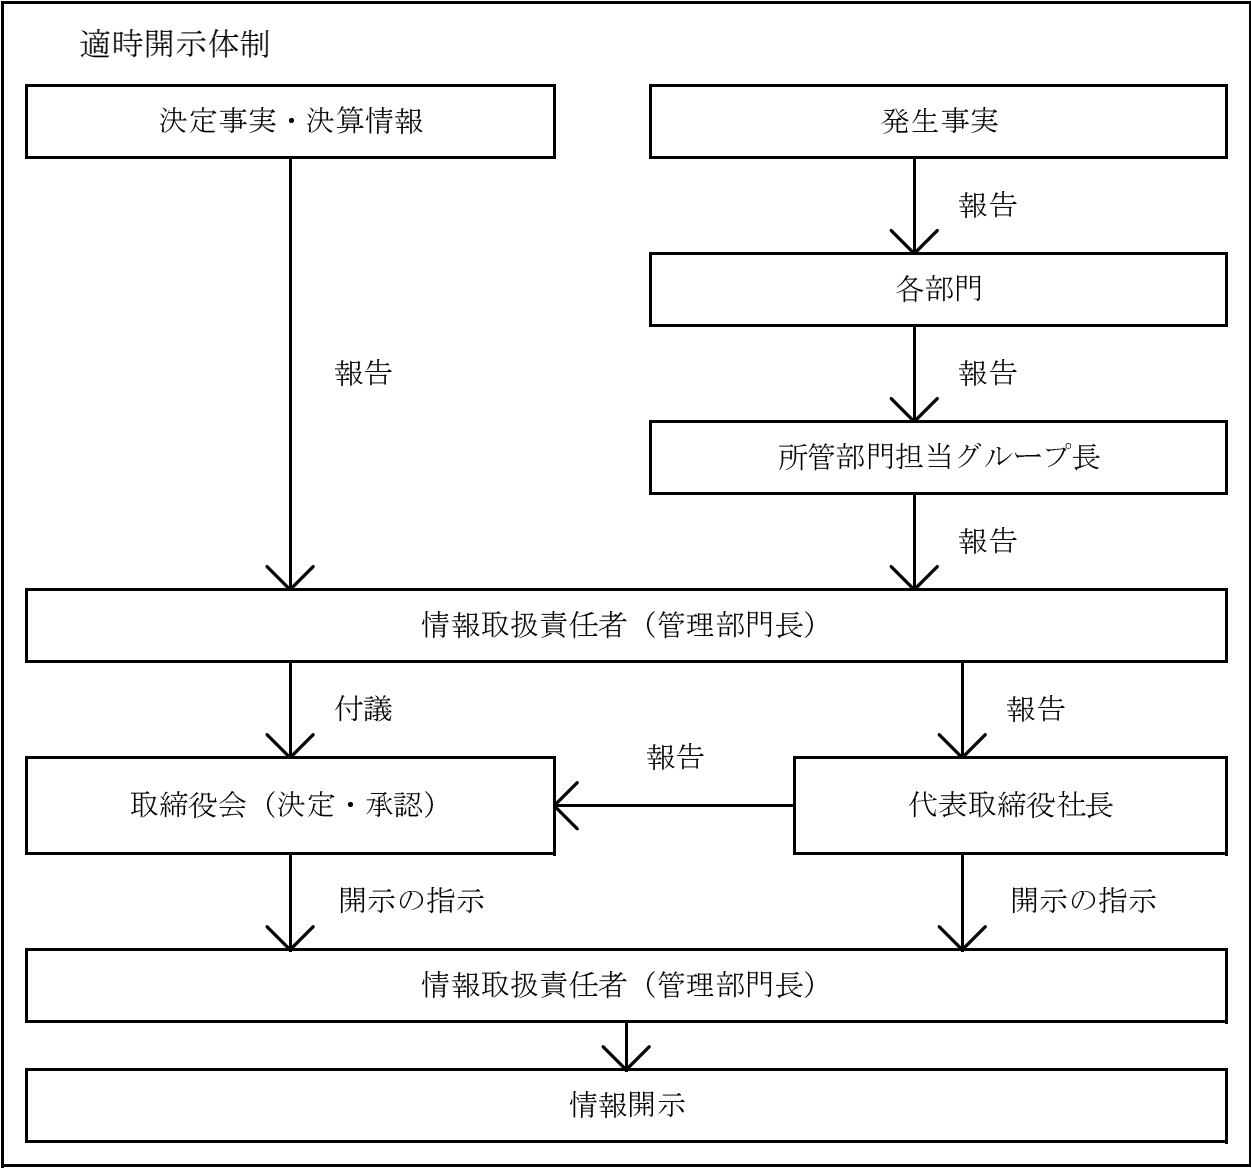 適時開示体制
決定事実・決算情報
発生事実
報告
各部門
報告
報告
所管部門担当グループ長
報告
情報取扱責任者（管理部門長）
付議
報告
報告
取締役会（決定・承認）
代表取締役社長
開示の指示
開示の指示
情報取扱責任者（管理部門長）
情報開示